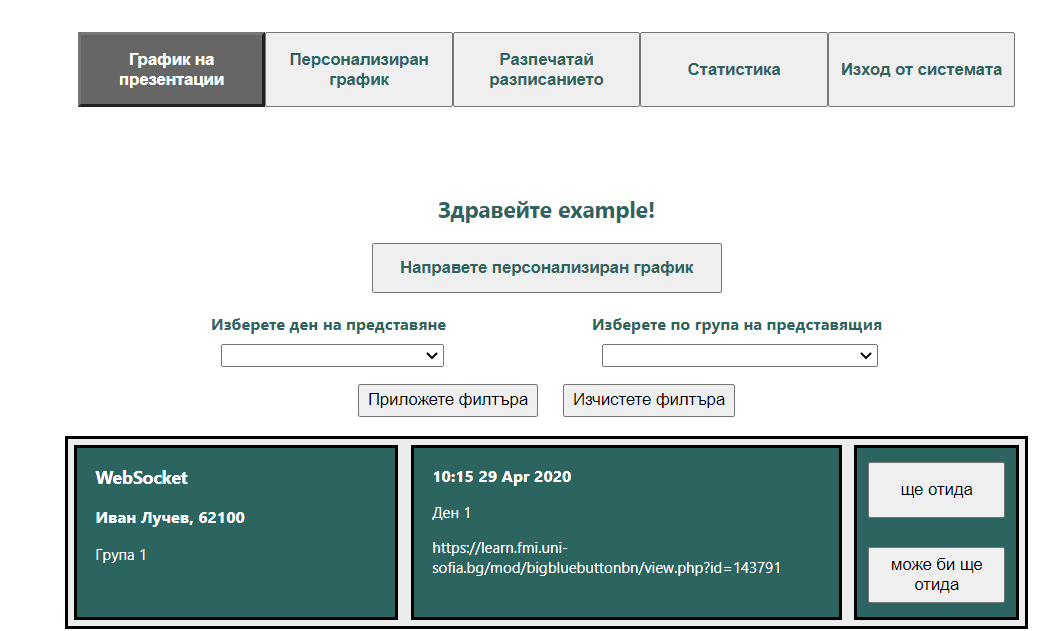 График на
презентации
Персонализиран
график
Разпечатай
разписанието
Статистика
Изход от системата
Здравейте example!
Направете персонализиран график
Изберете ден на представяне
Изберете по група на представящия
Приложете филтъра
Изчистете филтъра
WebSocket
Иван Лучев, 62100
Група 1
10:15 29 Apr 2020
Ден 1
https://learn.fmi.uni-
sofia.bg/mod/bigbluebuttonbn/view.php?id=143791
ще отида
може би ще
отида